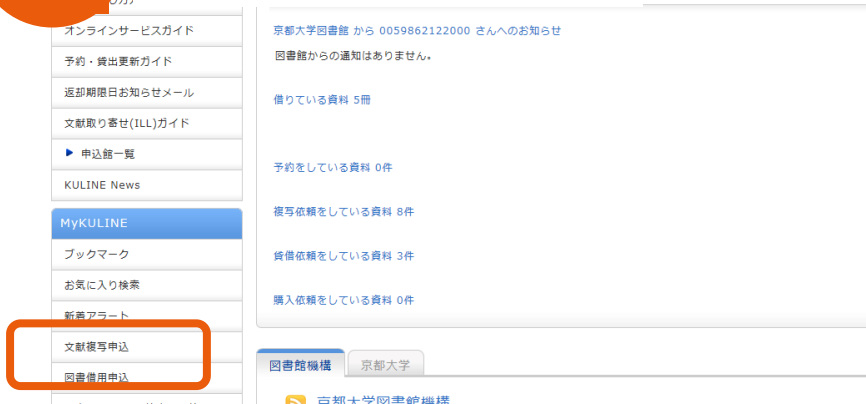 オンラインサービスガイド
予約・貸出更新ガイド
返却期限日お知らせメール
文献取り寄せ(ILL)ガイド
申込館一覧
KULINE News
MyKULINE
ブックマーク
お気に入り検索
新着アラート
文献複写申込
図書借用申込
京都大学図書館 から 0059862122000 さんへのお知らせ
図書館からの通知はありません。
借りている資料 5冊
予約をしている資料 0件
複写依頼をしている資料 8件
貸借依頼をしている資料 3件
購入依頼をしている資料 0件
図書館機構 京都大学
京都大学図書館機構